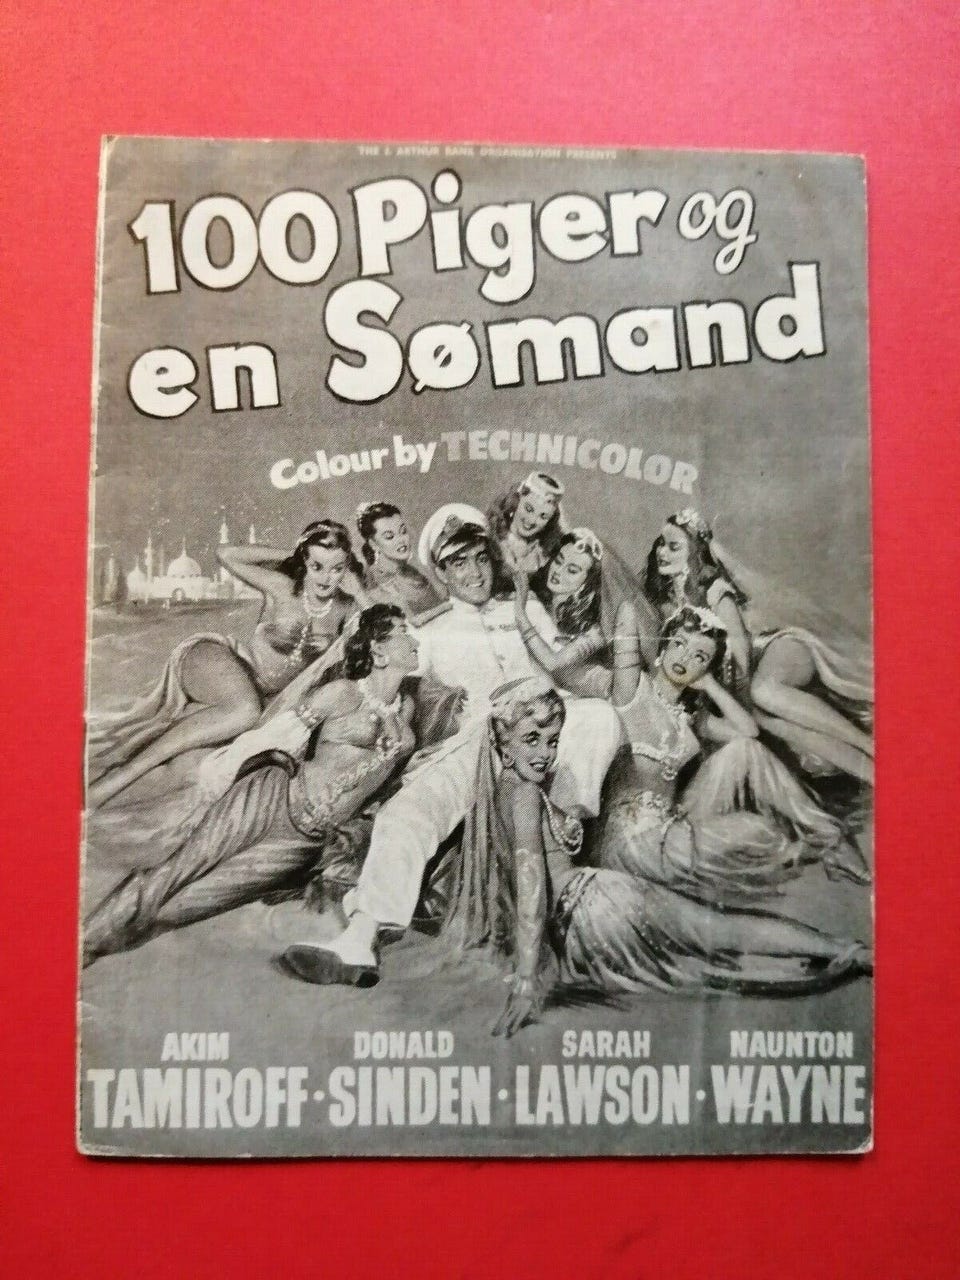 THE J. ARTHUR RANK ORGANISATION PRESENTS
100 Piger og
en Sømand
Colour by TECHNICOLOR
AKIM DONALD SARAH NAUNTON
TAMIROFF · SINDEN · LAWSON · WAYNE